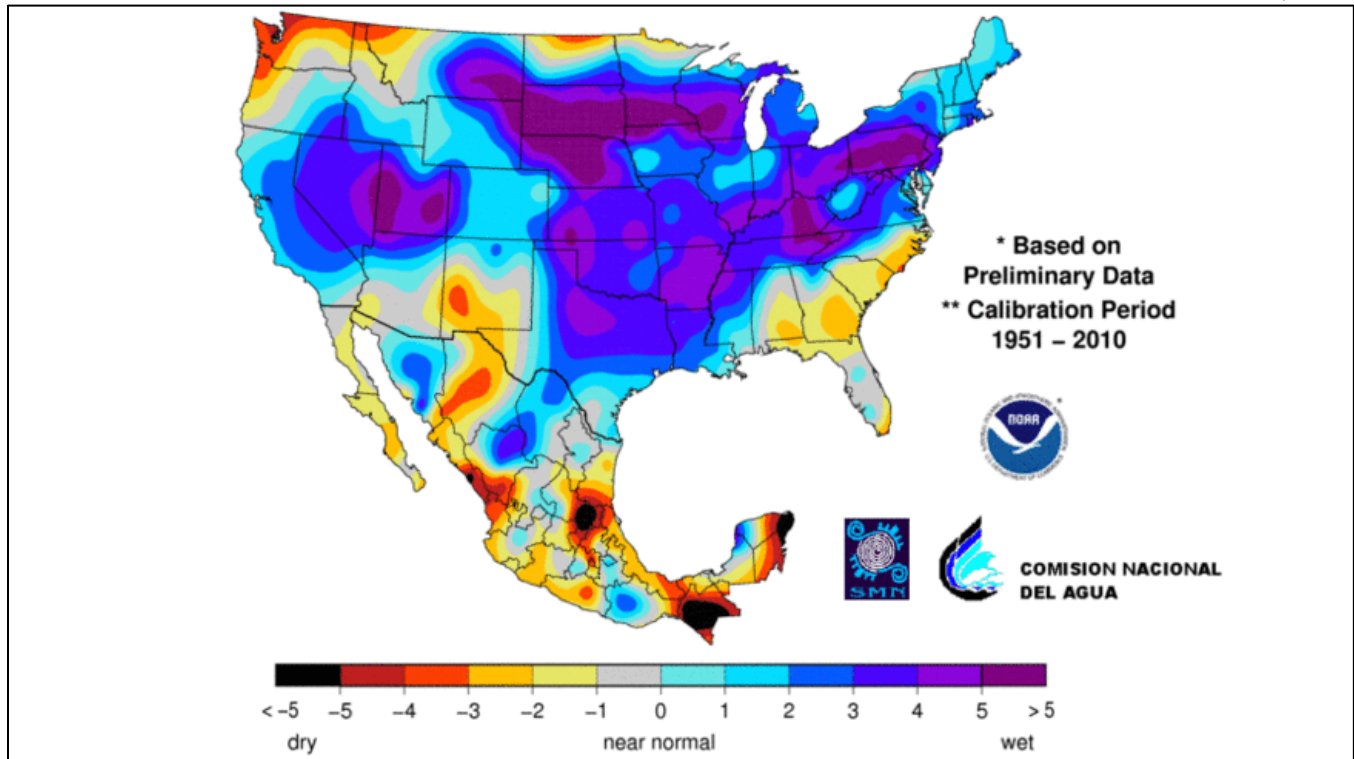 * Based on
Preliminary Data
** Calibration Period
1951 – 2010
NOAA
SMN
COMISION NACIONAL
DEL AGUA
< −5 −5 −4 −3 −2 −1 0 1 2 3 4 5 > 5
dry near normal wet